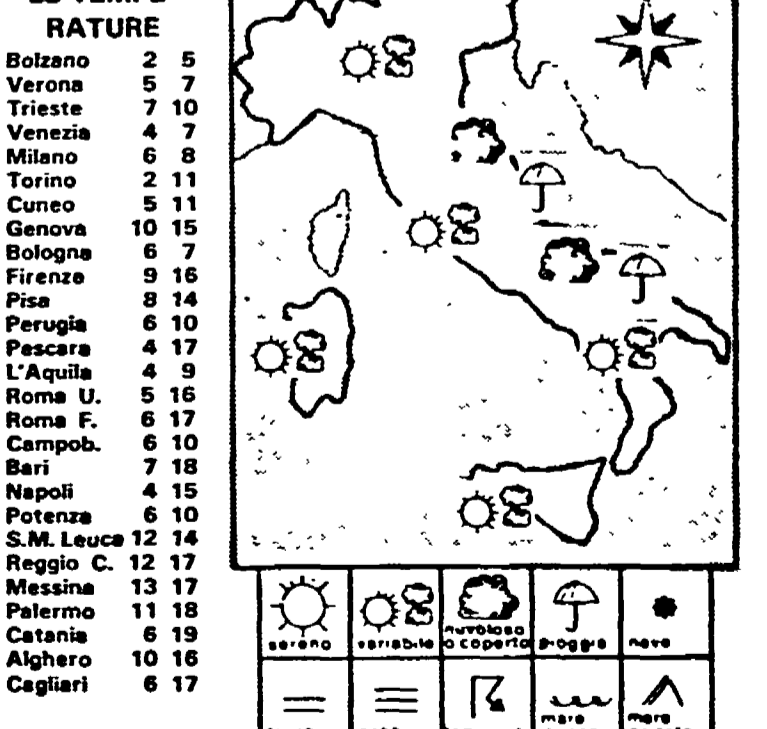 RATURE
Bolzano 2 5
Verona 5 7
Trieste 7 10
Venezia 4 7
Milano 6 8
Torino 2 11
Cuneo 5 11
Genova 10 15
Bologna 6 7
Firenze 9 16
Pisa 8 14
Perugia 6 10
Pescara 4 17
L'Aquila 4 9
Roma U. 5 16
Roma F. 6 17
Campob. 6 10
Bari 7 18
Napoli 4 15
Potenza 6 10
S.M. Leuca 12 14
Reggio C. 12 17
Messina 13 17
Palermo 11 18
Catania 6 19
Alghero 10 16
Cagliari 6 17
sereno variabile nuvoloso o coperto pioggia neve
mare mare